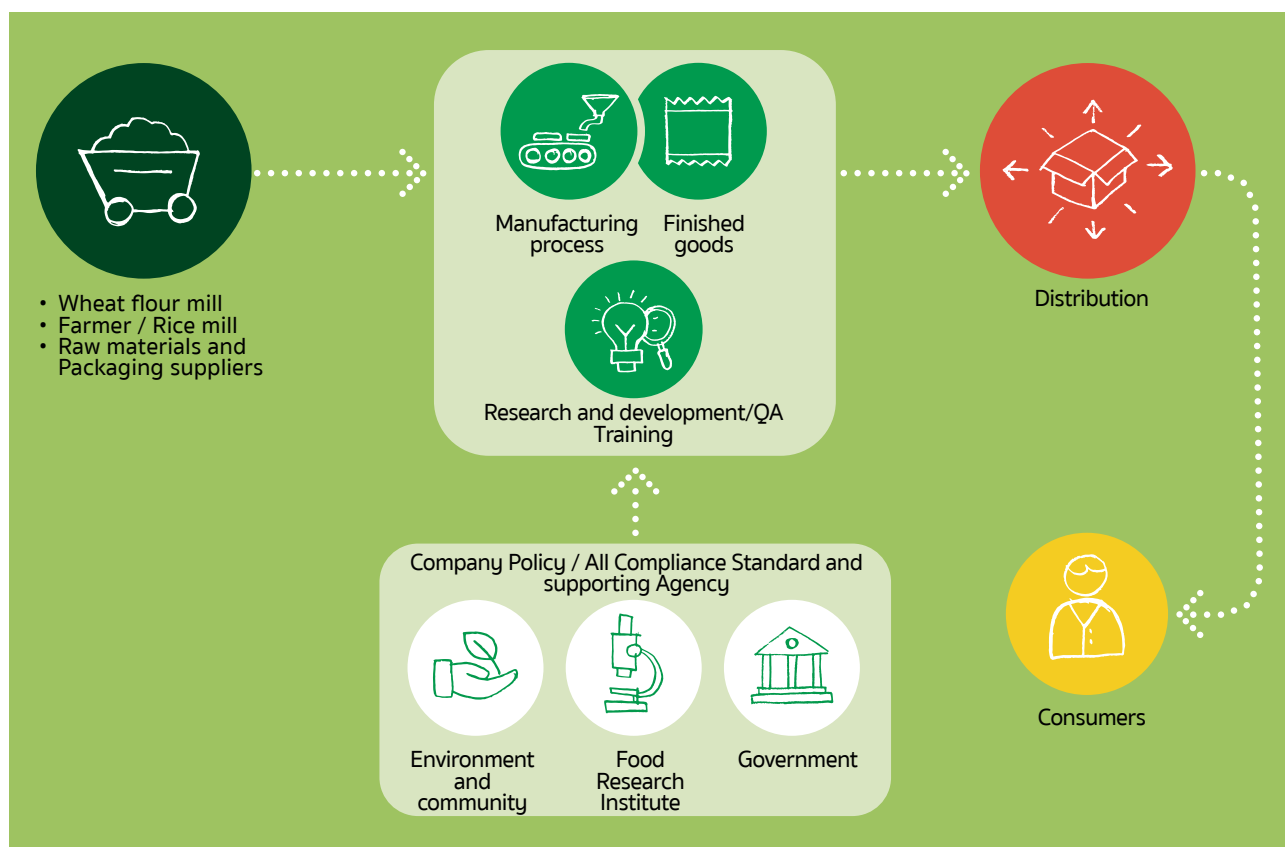 • Wheat flour mill
• Farmer / Rice mill
• Raw materials and
Packaging suppliers
Manufacturing
process
Finished
goods
Research and development/QA
Training
Distribution
Company Policy / All Compliance Standard and
supporting Agency
Environment
and
community
Food
Research
Institute
Government
Consumers